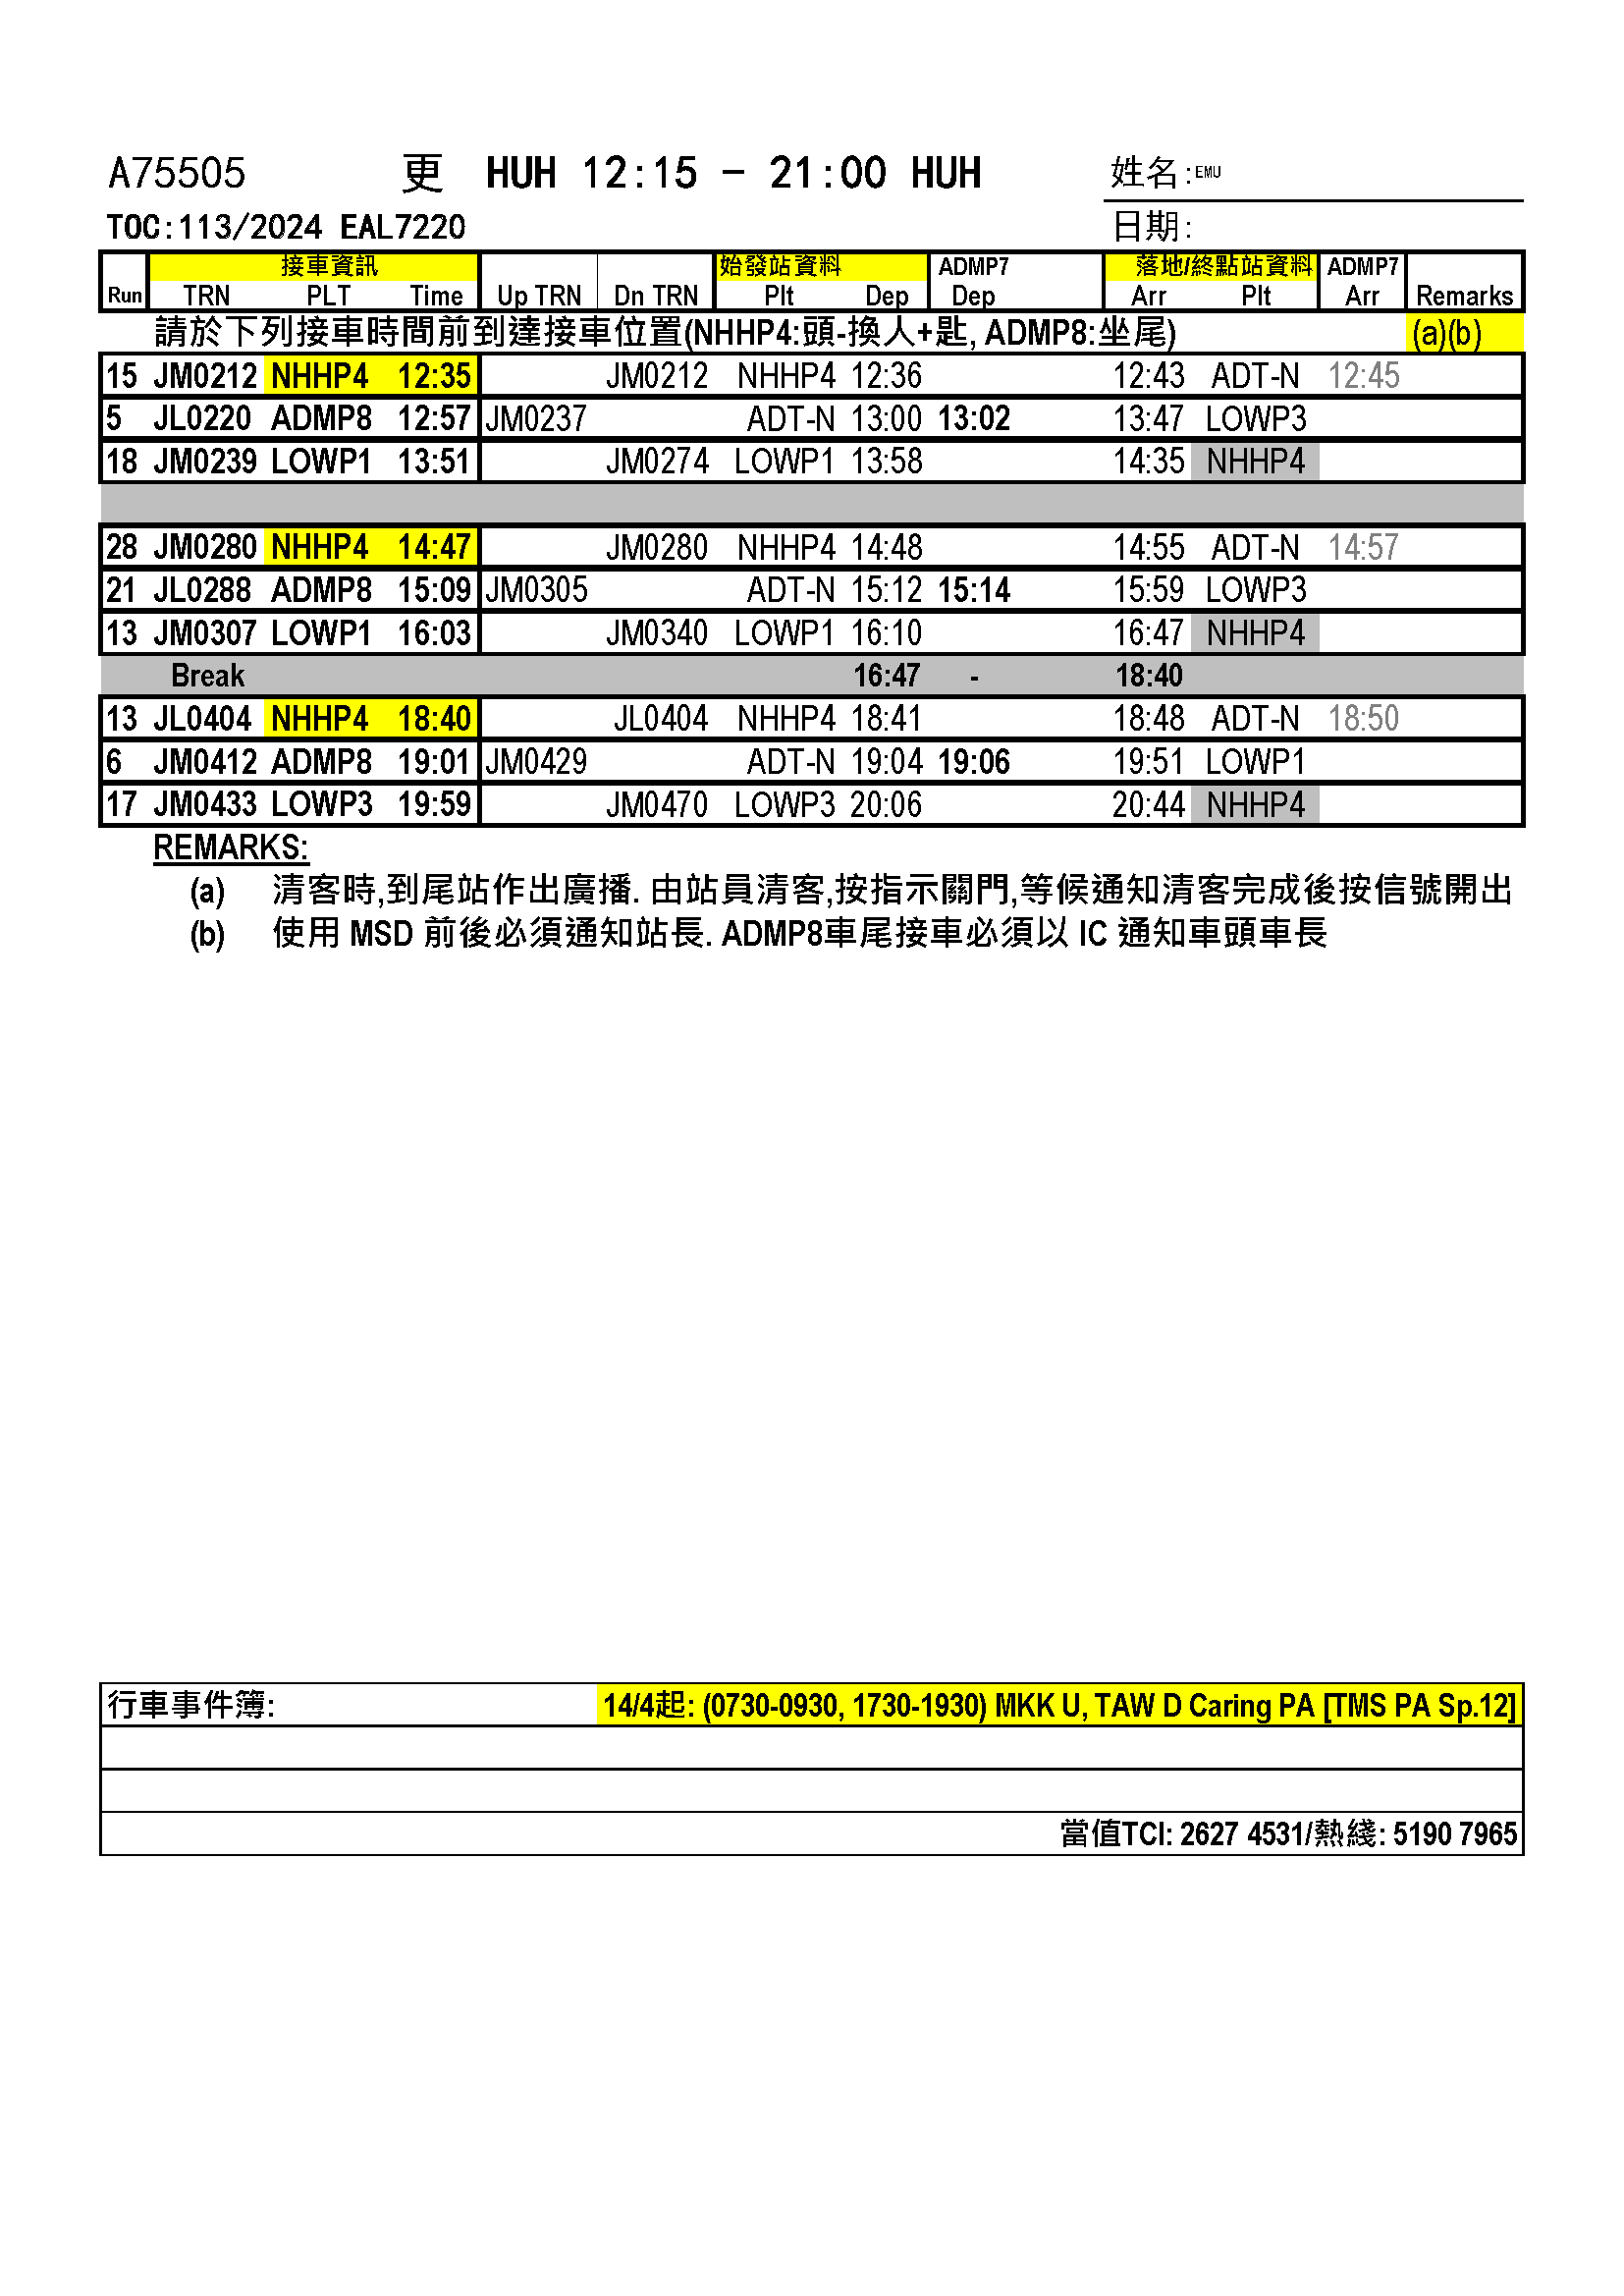 A75505 更 HUH 12:15 - 21:00 HUH 姓名:EMU
TOC:113/2024 EAL7220 日期:
接車資訊 始發站資料 ADMP7 落地/終點站資料 ADMP7
Run TRN PLT Time Up TRN Dn TRN Plt Dep Dep Arr Plt Arr Remarks
請於下列接車時間前到達接車位置(NHHP4:頭-換人+匙, ADMP8:坐尾) (a)(b)
15 JM0212 NHHP4 12:35 JM0212 NHHP4 12:36 12:43 ADT-N 12:45
5 JL0220 ADMP8 12:57 JM0237 ADT-N 13:00 13:02 13:47 LOWP3
18 JM0239 LOWP1 13:51 JM0274 LOWP1 13:58 14:35 NHHP4
28 JM0280 NHHP4 14:47 JM0280 NHHP4 14:48 14:55 ADT-N 14:57
21 JL0288 ADMP8 15:09 JM0305 ADT-N 15:12 15:14 15:59 LOWP3
13 JM0307 LOWP1 16:03 JM0340 LOWP1 16:10 16:47 NHHP4
Break 16:47 - 18:40
13 JL0404 NHHP4 18:40 JL0404 NHHP4 18:41 18:48 ADT-N 18:50
6 JM0412 ADMP8 19:01 JM0429 ADT-N 19:04 19:06 19:51 LOWP1
17 JM0433 LOWP3 19:59 JM0470 LOWP3 20:06 20:44 NHHP4
REMARKS:
(a) 清客時,到尾站作出廣播. 由站員清客,按指示關門,等候通知清客完成後按信號開出
(b) 使用 MSD 前後必須通知站長. ADMP8車尾接車必須以 IC 通知車頭車長
行車事件簿: 14/4起: (0730-0930, 1730-1930) MKK U, TAW D Caring PA [TMS PA Sp.12]
當值TCI: 2627 4531/熱綫: 5190 7965